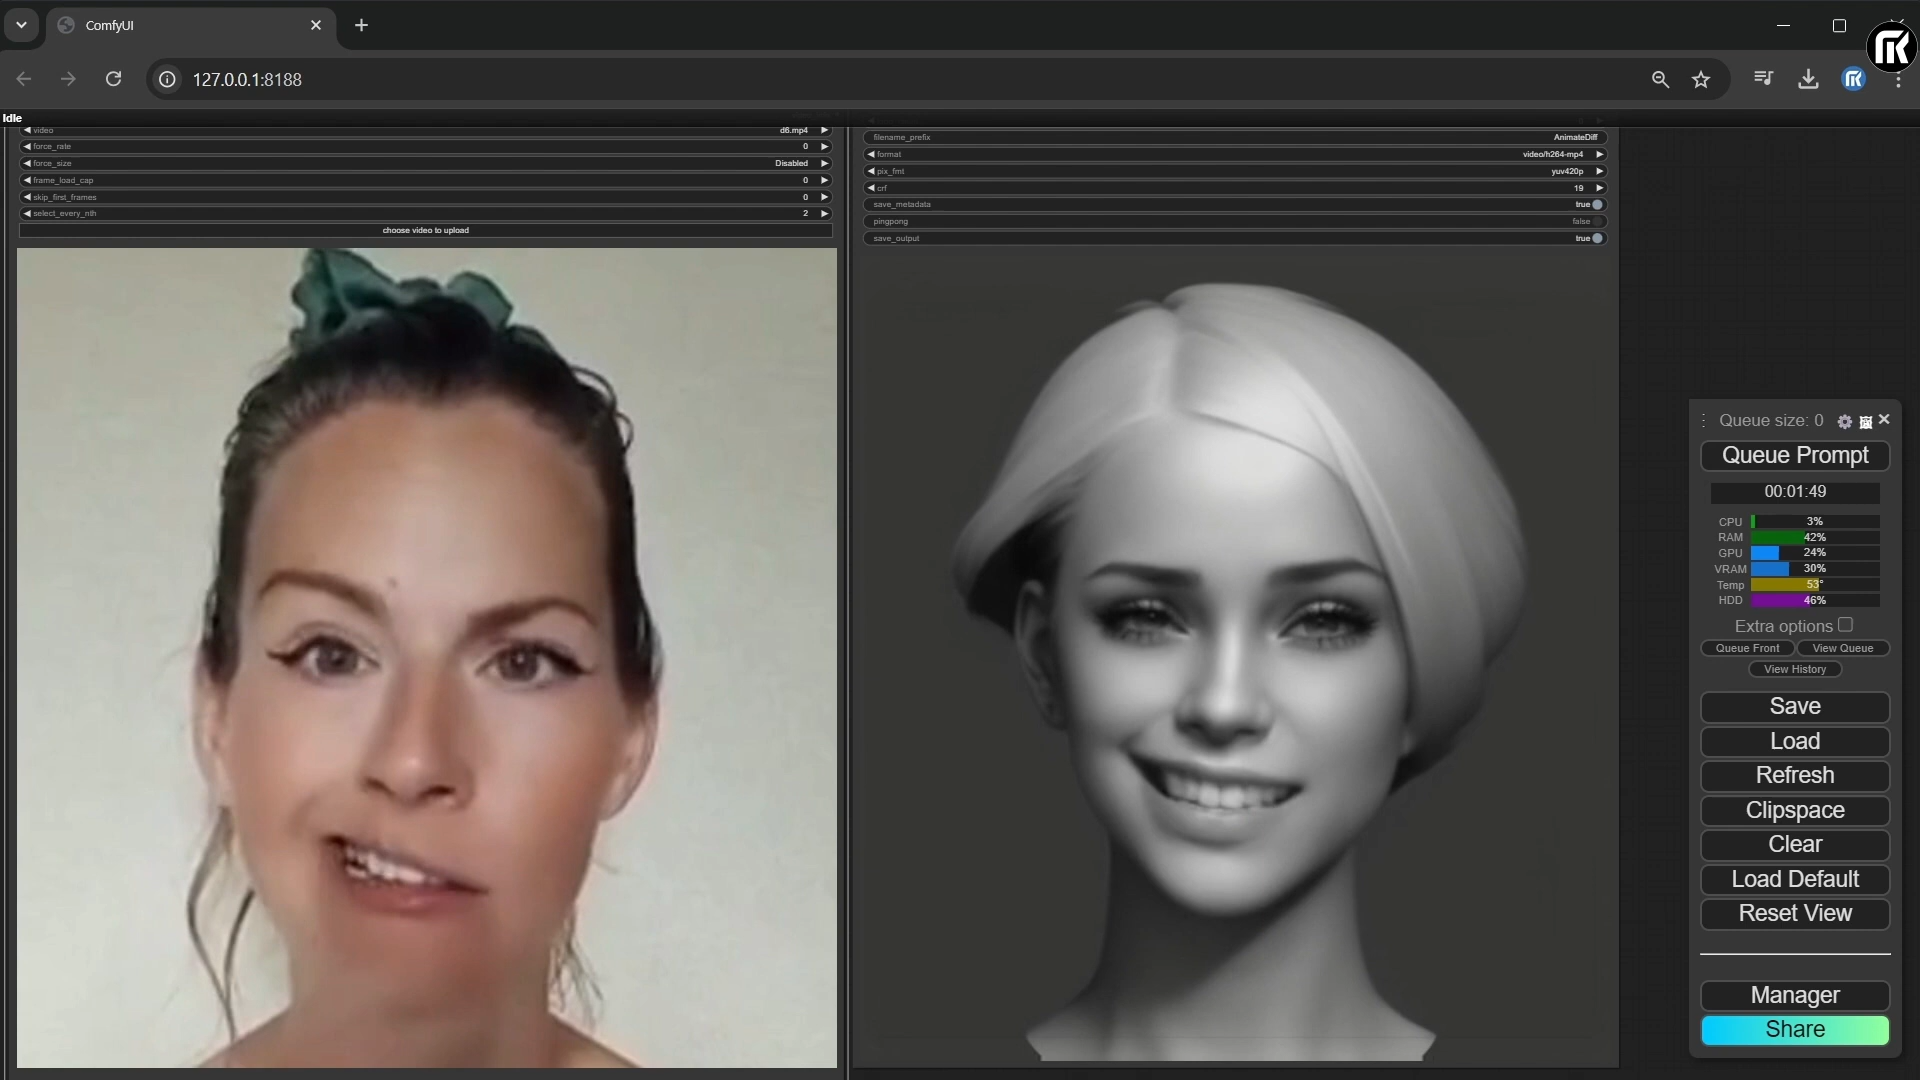 ComfyUI
127.0.0.1:8188
Idle
video d6.mp4
force_rate 0
force_size Disabled
frame_load_cap 0
skip_first_frames 0
select_every_nth 2
choose video to upload
filename_prefix AnimateDiff
format video/h264-mp4
pix_fmt yuv420p
crf 19
save_metadata true
pingpong false
save_output true
Queue size: 0
Queue Prompt
00:01:49
CPU 3%
RAM 42%
GPU 24%
VRAM 30%
Temp 53°
HDD 46%
Extra options
Queue Front View Queue
View History
Save
Load
Refresh
Clipspace
Clear
Load Default
Reset View
Manager
Share